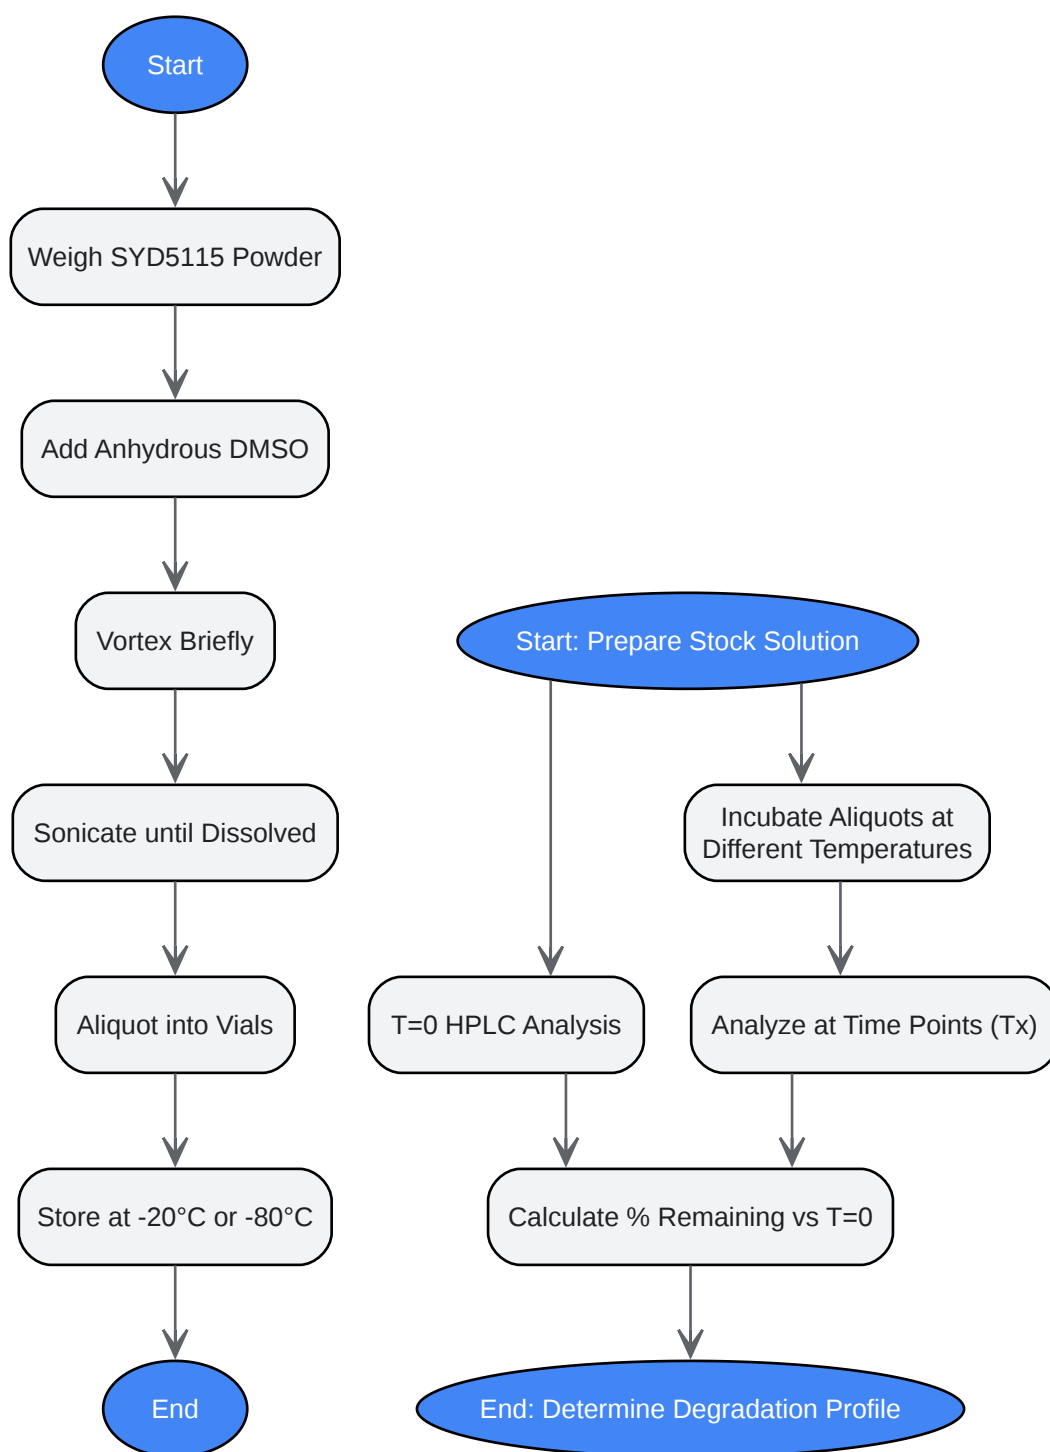 Start
Weigh SYD5115 Powder
Add Anhydrous DMSO
Vortex Briefly
Sonicate until Dissolved
Aliquot into Vials
Store at -20°C or -80°C
End
Start: Prepare Stock Solution
Incubate Aliquots at
Different Temperatures
T=0 HPLC Analysis
Analyze at Time Points (Tx)
Calculate % Remaining vs T=0
End: Determine Degradation Profile